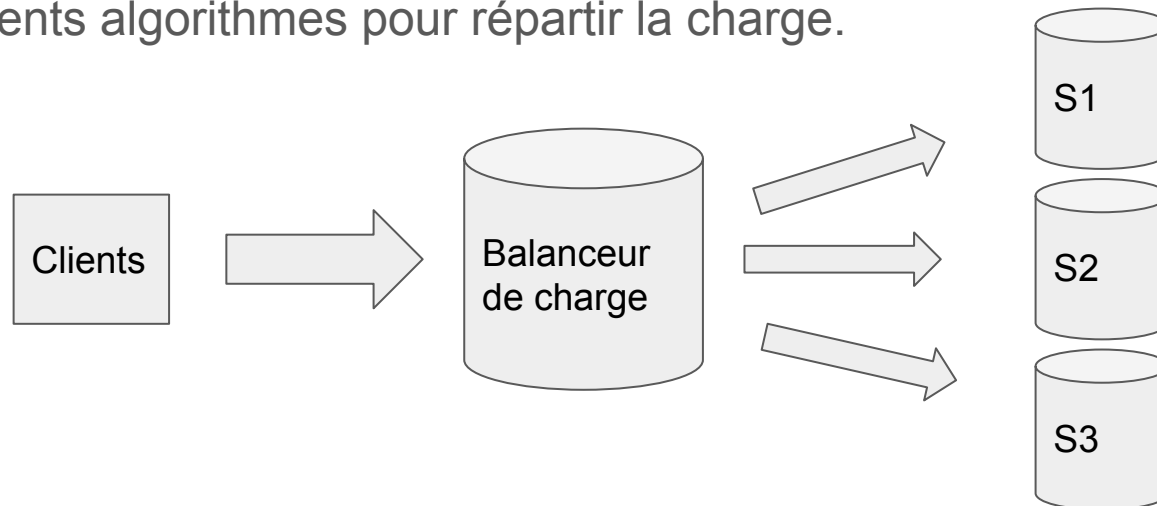 ents algorithmes pour répartir la charge.
Clients
Balanceur
de charge
S1
S2
S3